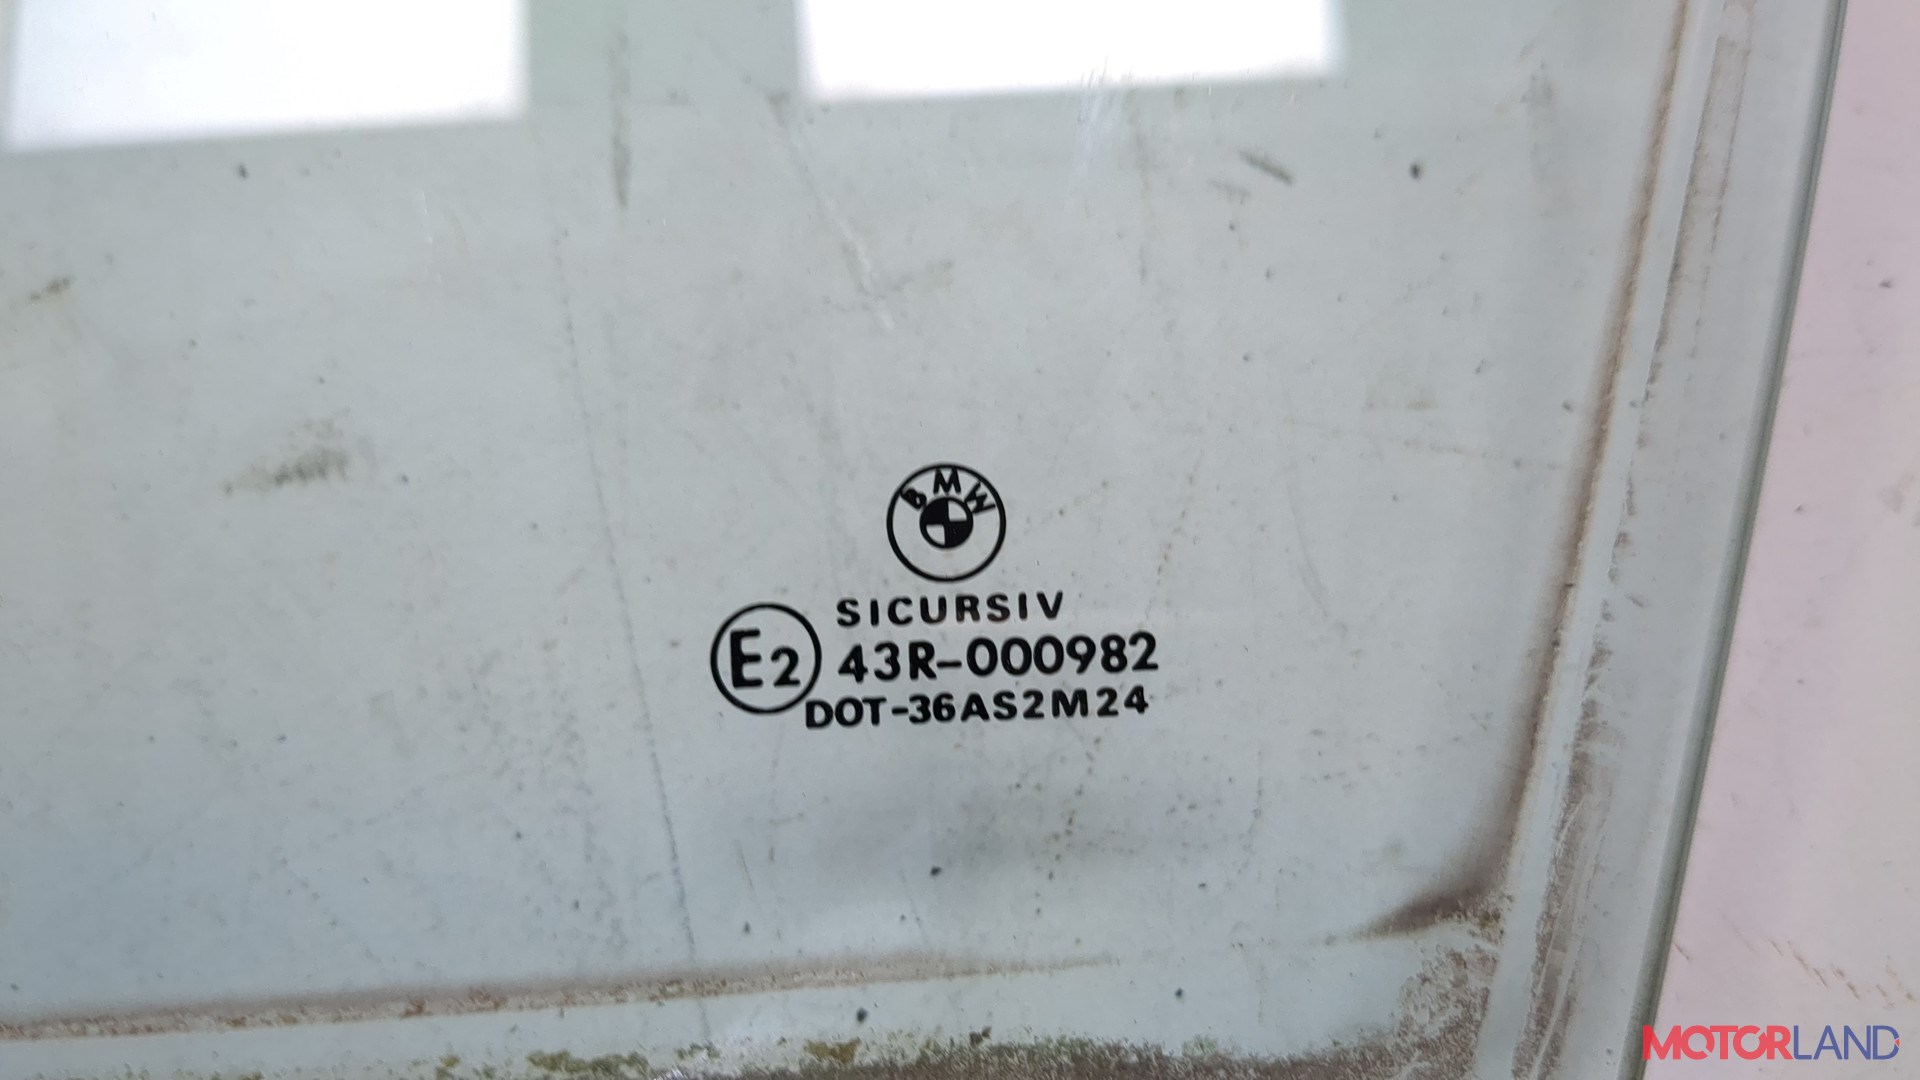 BMW
SICURSIV
E2 43R-000982
DOT-36AS2M24
MOTORLAND